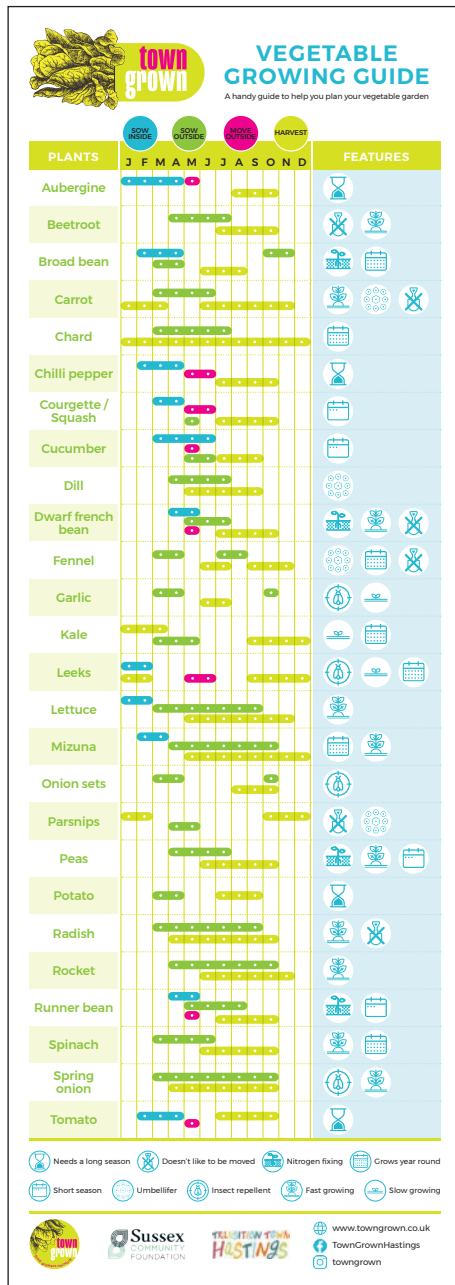 town
grown
VEGETABLE
GROWING GUIDE
A handy guide to help you plan your vegetable garden
SOW
INSIDE
SOW
OUTSIDE
MOVE
OUTSIDE
HARVEST
PLANTS
J F M A M J J A S O N D
FEATURES
Aubergine
Beetroot
Broad bean
Carrot
Chard
Chilli pepper
Courgette /
Squash
Cucumber
Dill
Dwarf french
bean
Fennel
Garlic
Kale
Leeks
Lettuce
Mizuna
Onion sets
Parsnips
Peas
Potato
Radish
Rocket
Runner bean
Spinach
Spring
onion
Tomato
Needs a long season
Doesn't like to be moved
Nitrogen fixing
Grows year round
Short season
Umbellifer
Insect repellent
Fast growing
Slow growing
town
grown
Sussex
COMMUNITY
FOUNDATION
TRANSITION TOWN
HASTINGS
www.towngrown.co.uk
TownGrownHastings
towngrown